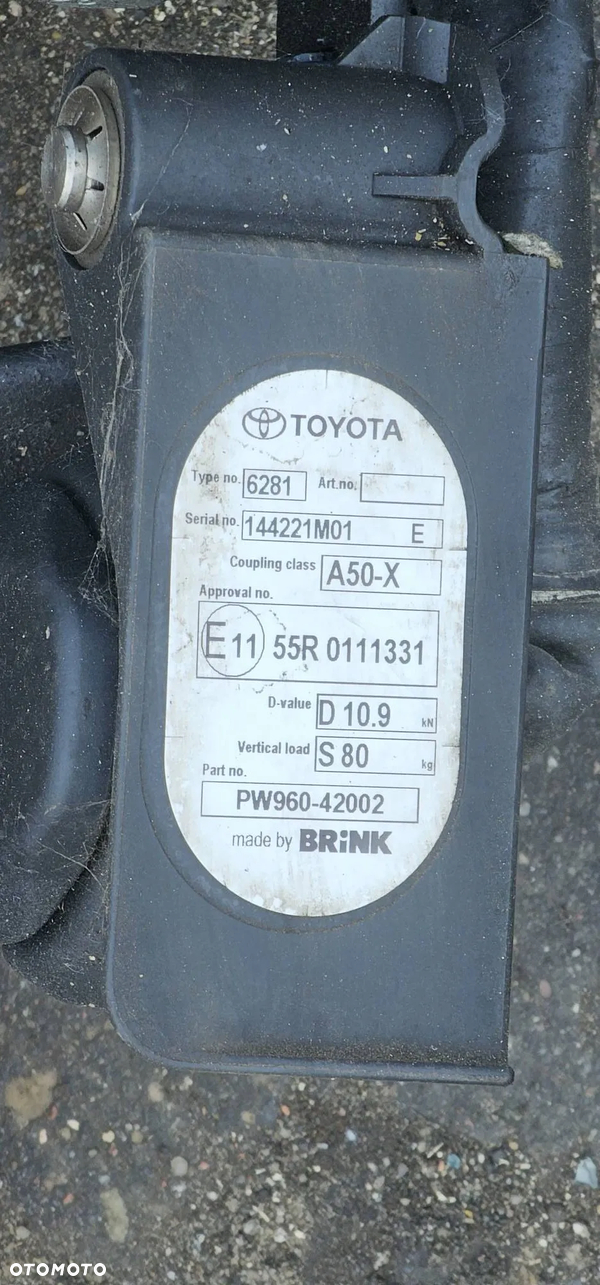 TOYOTA
Type no. 6281 Art.no.
Serial no. 144221M01 E
Coupling class A50-X
Approval no.
E 11 55R 0111331
D-value D 10.9 kN
Vertical load S 80 kg
Part no.
PW960-42002
made by BRiNK
OTOMOTO